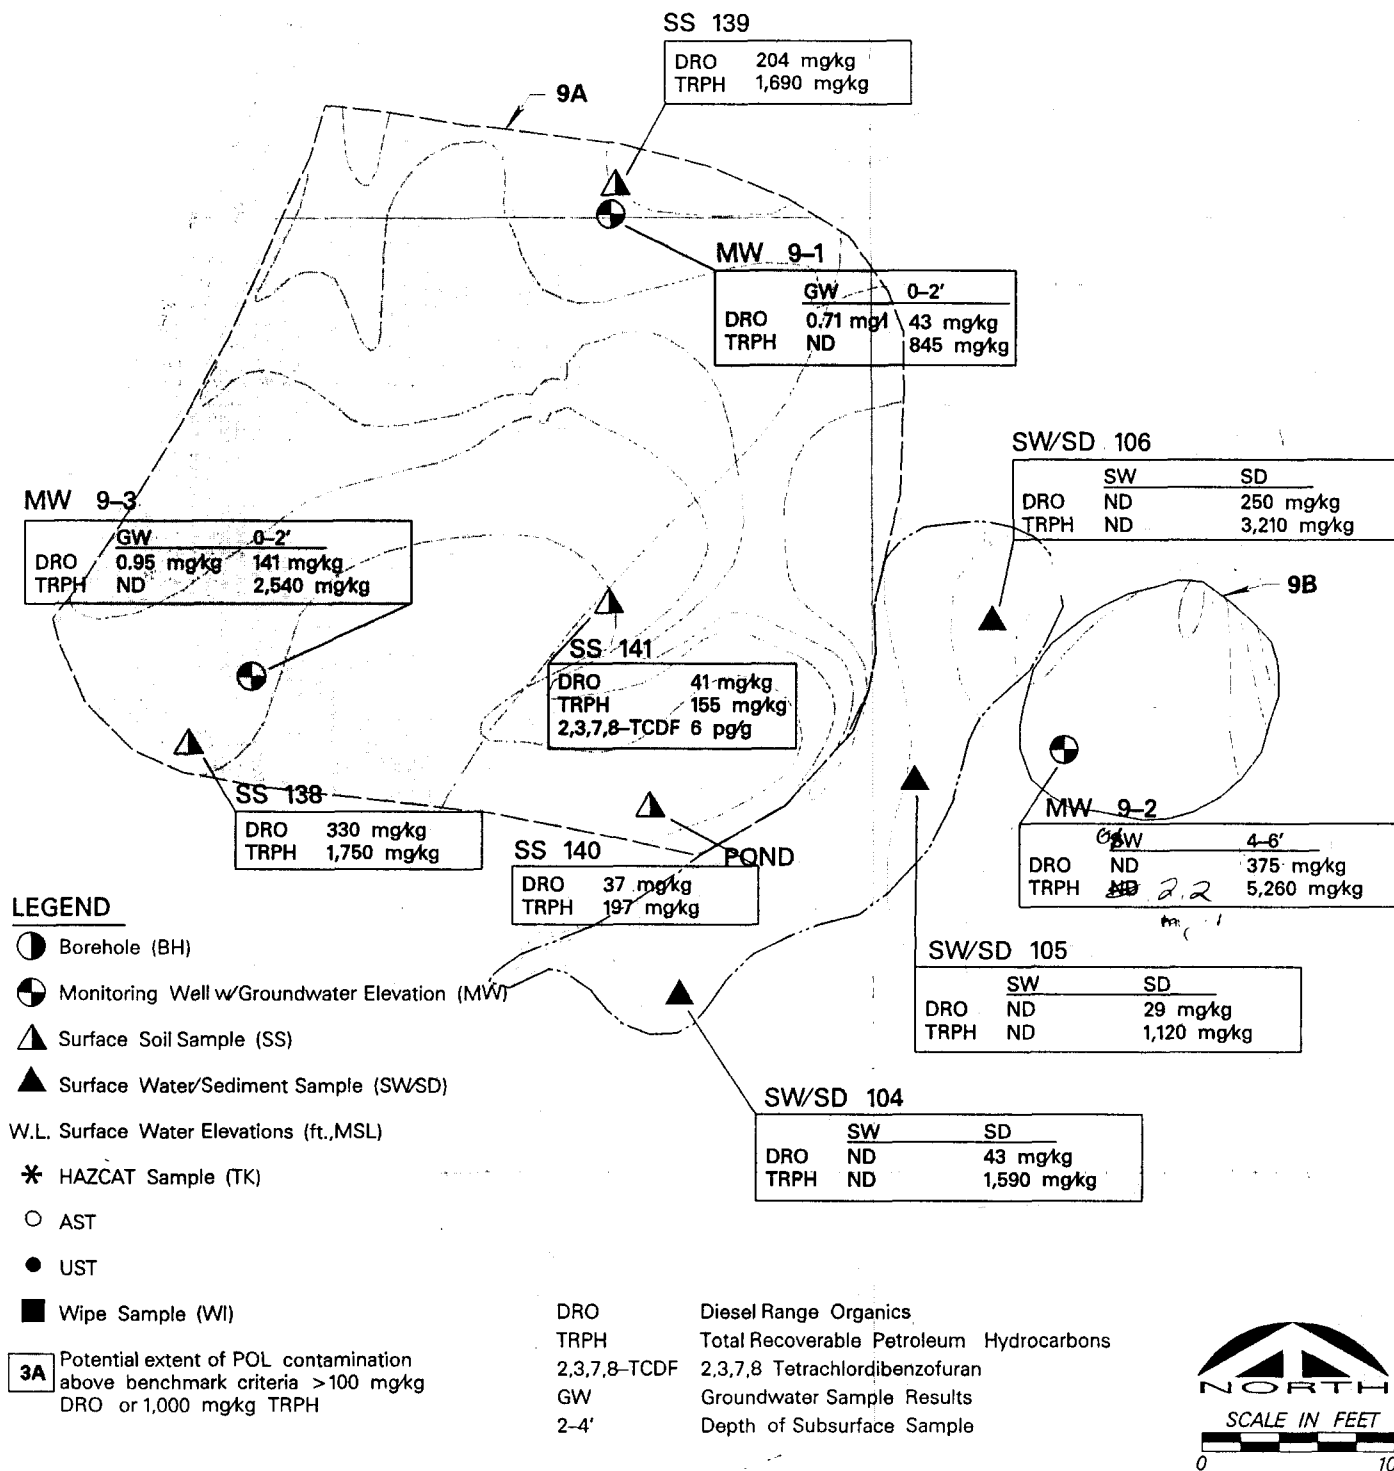 SS 139
DRO 204 mg/kg
TRPH 1,690 mg/kg
9A
MW 9–1
GW 0–2'
DRO 0.71 mg/l 43 mg/kg
TRPH ND 845 mg/kg
SW/SD 106
SW SD
DRO ND 250 mg/kg
TRPH ND 3,210 mg/kg
MW 9–3
GW 0–2'
DRO 0.95 mg/kg 141 mg/kg
TRPH ND 2,540 mg/kg
9B
SS 141
DRO 41 mg/kg
TRPH 155 mg/kg
2,3,7,8–TCDF 6 pg/g
SS 138
DRO 330 mg/kg
TRPH 1,750 mg/kg
MW 9–2
4–6'
DRO ND 375 mg/kg
TRPH ND 2.2 5,260 mg/kg
SS 140
POND
DRO 37 mg/kg
TRPH 197 mg/kg
SW/SD 105
SW SD
DRO ND 29 mg/kg
TRPH ND 1,120 mg/kg
SW/SD 104
SW SD
DRO ND 43 mg/kg
TRPH ND 1,590 mg/kg
LEGEND
Borehole (BH)
Monitoring Well w/Groundwater Elevation (MW)
Surface Soil Sample (SS)
Surface Water/Sediment Sample (SW/SD)
W.L. Surface Water Elevations (ft.,MSL)
HAZCAT Sample (TK)
AST
UST
Wipe Sample (WI)
3A Potential extent of POL contamination
above benchmark criteria >100 mg/kg
DRO or 1,000 mg/kg TRPH
DRO Diesel Range Organics
TRPH Total Recoverable Petroleum Hydrocarbons
2,3,7,8–TCDF 2,3,7,8 Tetrachlordibenzofuran
GW Groundwater Sample Results
2–4' Depth of Subsurface Sample
NORTH
SCALE IN FEET
0 10